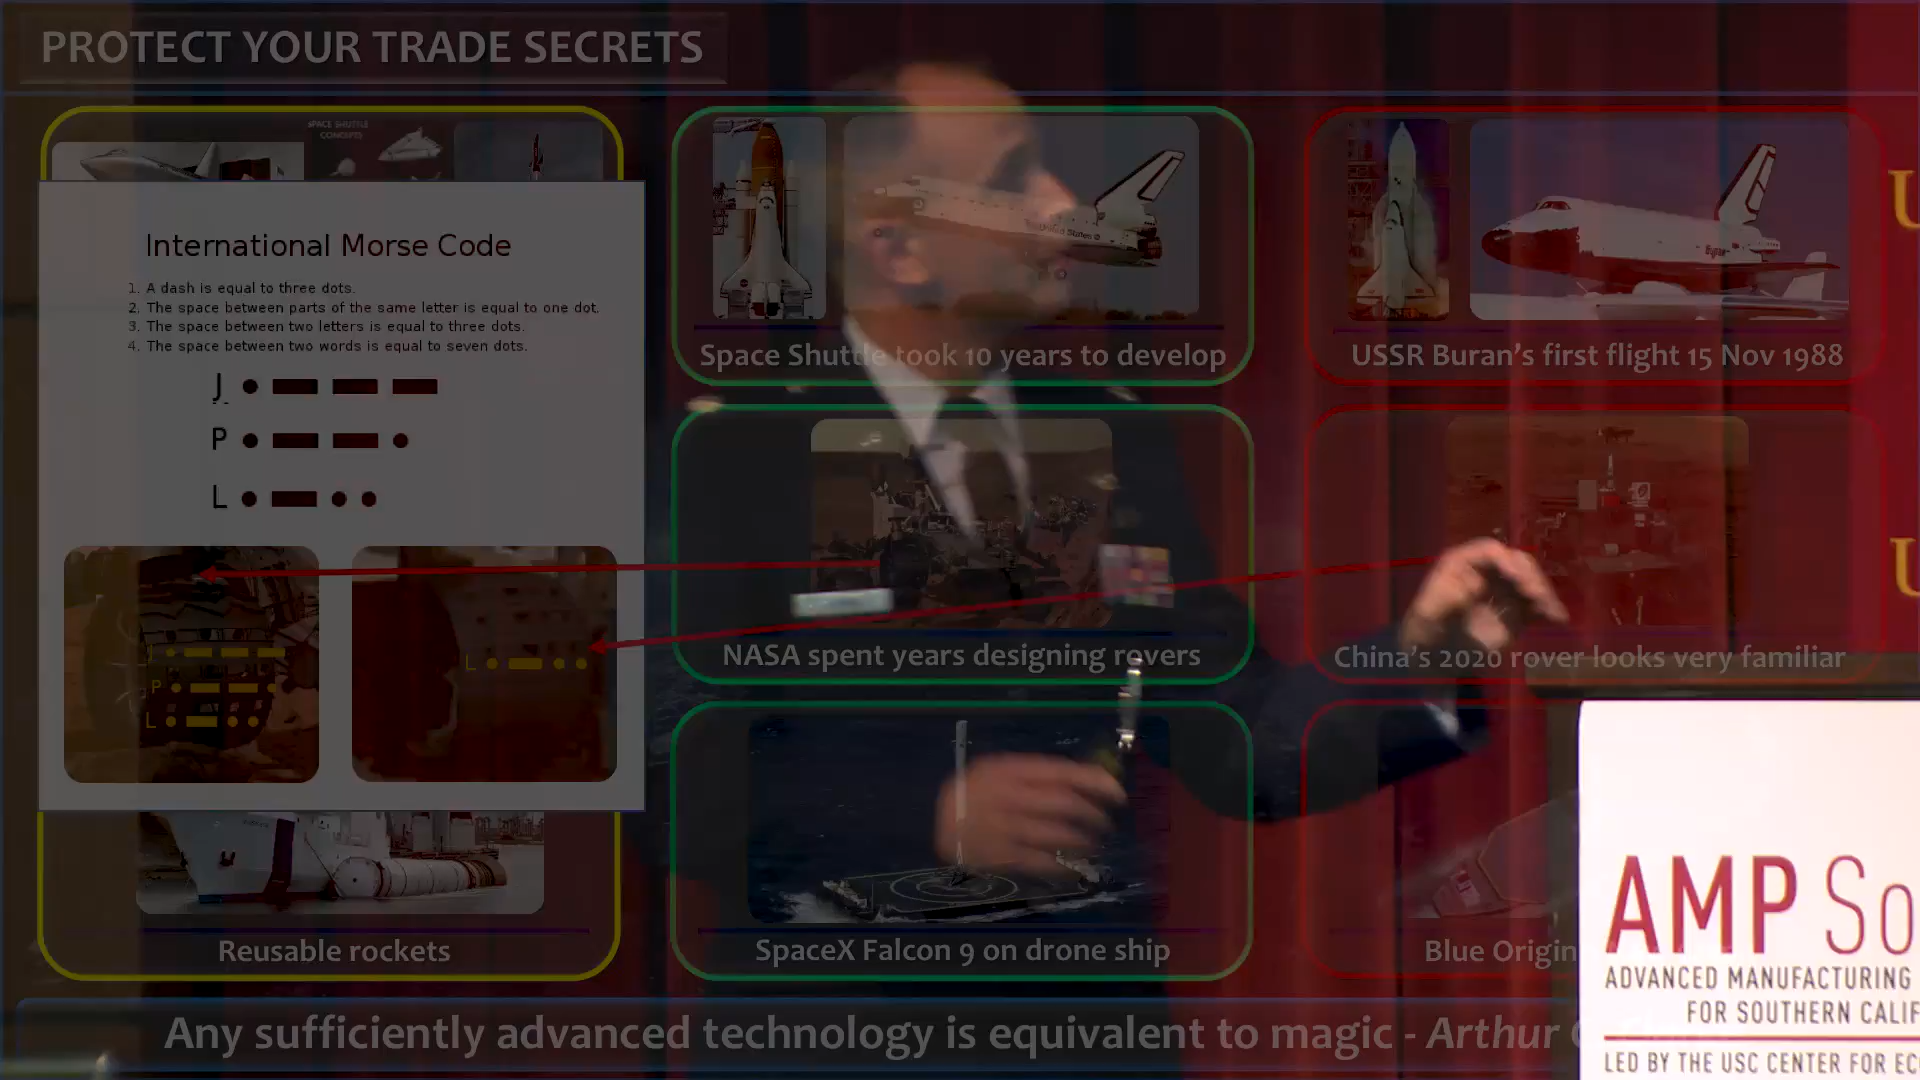 PROTECT YOUR TRADE SECRETS
SPACE SHUTTLE
CONCEPTS
International Morse Code
1. A dash is equal to three dots.
2. The space between parts of the same letter is equal to one dot.
3. The space between two letters is equal to three dots.
4. The space between two words is equal to seven dots.
J
P
L
J
P
L
L
Reusable rockets
United States
Space Shuttle took 10 years to develop
NASA spent years designing rovers
SpaceX Falcon 9 on drone ship
USSR Buran's first flight 15 Nov 1988
China's 2020 rover looks very familiar
Blue Origin
Any sufficiently advanced technology is equivalent to magic - Arthur
U
U
AMP So
ADVANCED MANUFACTURING
FOR SOUTHERN CALIF
LED BY THE USC CENTER FOR EC